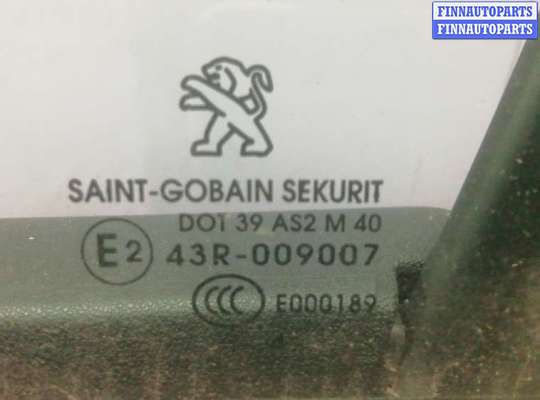 FINNAUTOPARTS
FINNAUTOPARTS
SAINT-GOBAIN SEKURIT
DOT 39 AS2 M 40
E2 43R-009007
CCC E000189